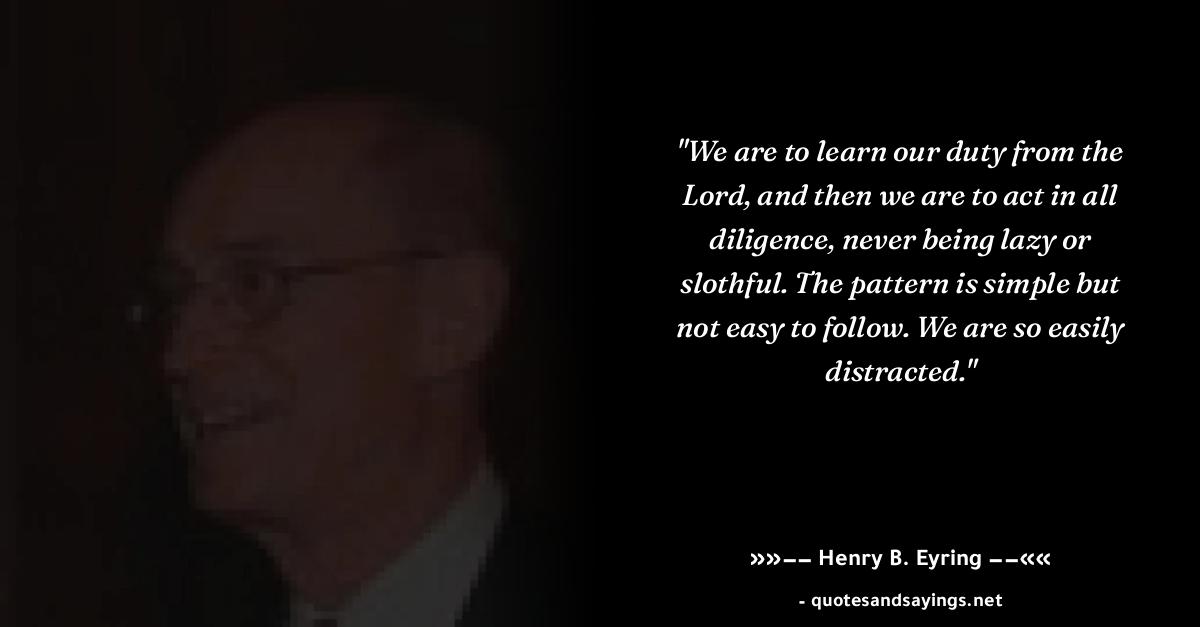 "We are to learn our duty from the
Lord, and then we are to act in all
diligence, never being lazy or
slothful. The pattern is simple but
not easy to follow. We are so easily
distracted."
»»−− Henry B. Eyring −−««
- quotesandsayings.net